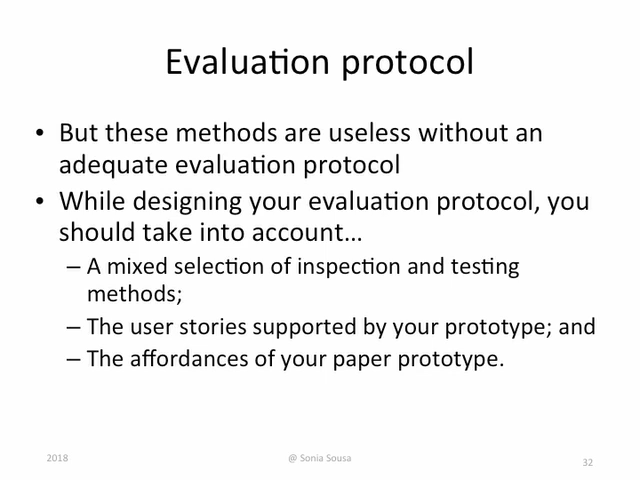 Evaluation protocol
• But these methods are useless without an
adequate evaluation protocol
• While designing your evaluation protocol, you
should take into account…
– A mixed selection of inspection and testing
methods;
– The user stories supported by your prototype; and
– The affordances of your paper prototype.
2018
@ Sonia Sousa
32